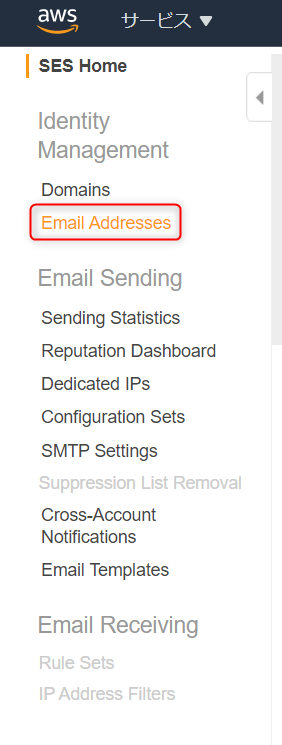 aws サービス
SES Home
Identity
Management
Domains
Email Addresses
Email Sending
Sending Statistics
Reputation Dashboard
Dedicated IPs
Configuration Sets
SMTP Settings
Suppression List Removal
Cross-Account
Notifications
Email Templates
Email Receiving
Rule Sets
IP Address Filters